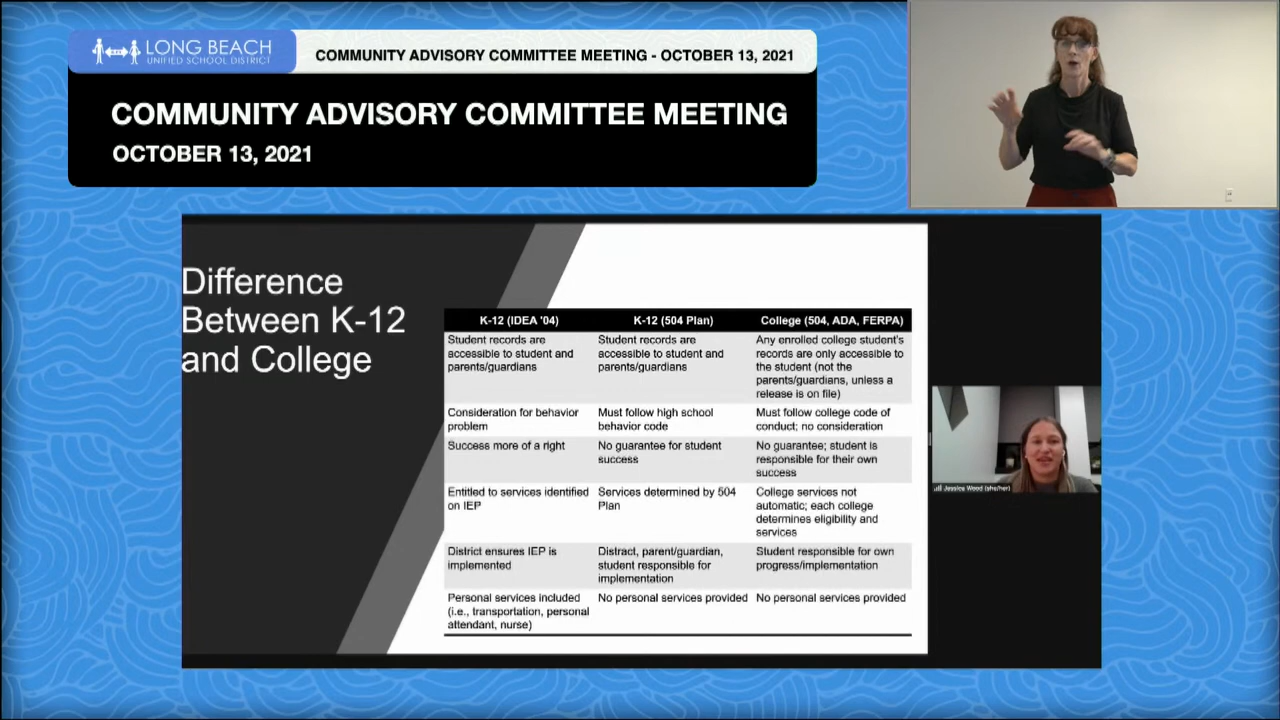 LONG BEACH
UNIFIED SCHOOL DISTRICT
COMMUNITY ADVISORY COMMITTEE MEETING - OCTOBER 13, 2021
COMMUNITY ADVISORY COMMITTEE MEETING
OCTOBER 13, 2021
Difference
Between K-12
and College
K-12 (IDEA '04)
K-12 (504 Plan)
College (504, ADA, FERPA)
Student records are
accessible to student and
parents/guardians
Student records are
accessible to student and
parents/guardians
Any enrolled college student's
records are only accessible to
the student (not the
parents/guardians, unless a
release is on file)
Consideration for behavior
problem
Must follow high school
behavior code
Must follow college code of
conduct; no consideration
Success more of a right
No guarantee for student
success
No guarantee; student is
responsible for their own
success
Entitled to services identified
on IEP
Services determined by 504
Plan
College services not
automatic; each college
determines eligibility and
services
District ensures IEP is
implemented
Distract, parent/guardian,
student responsible for
implementation
Student responsible for own
progress/implementation
Personal services included
(i.e., transportation, personal
attendant, nurse)
No personal services provided
No personal services provided
Jessica Wood (she/her)